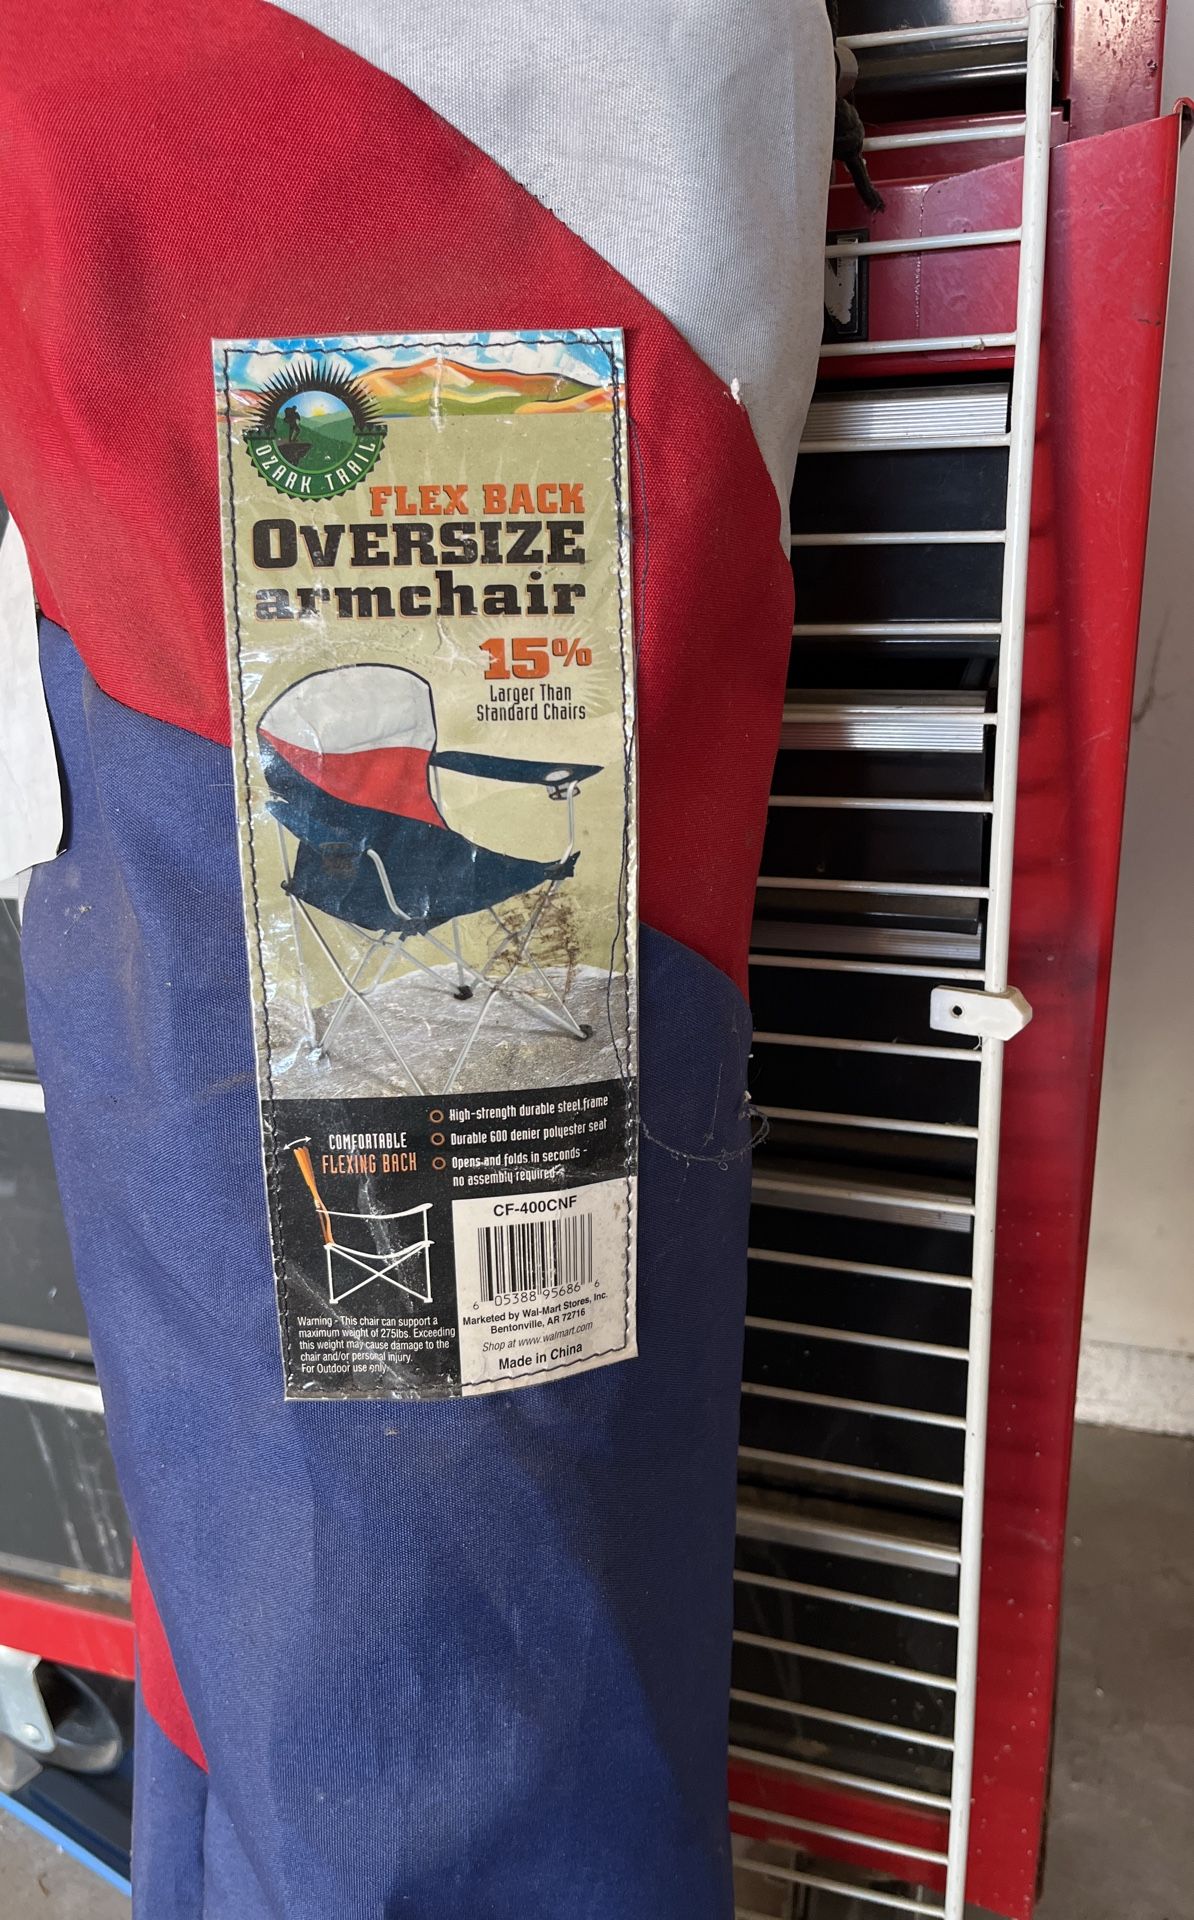 OZARK TRAIL
FLEX BACK
OVERSIZE
armchair
15%
Larger Than
Standard Chairs
COMFORTABLE
FLEXING BACK
High-strength durable steel frame
Durable 600 denier polyester seat
Opens and folds in seconds -
no assembly required
CF-400CNF
6 05388 95686 6
Marketed by Wal-Mart Stores, Inc.
Bentonville, AR 72716
Shop at www.walmart.com
Made in China
Warning - This chair can support a
maximum weight of 275lbs. Exceeding
this weight may cause damage to the
chair and/or personal injury.
For Outdoor use only.